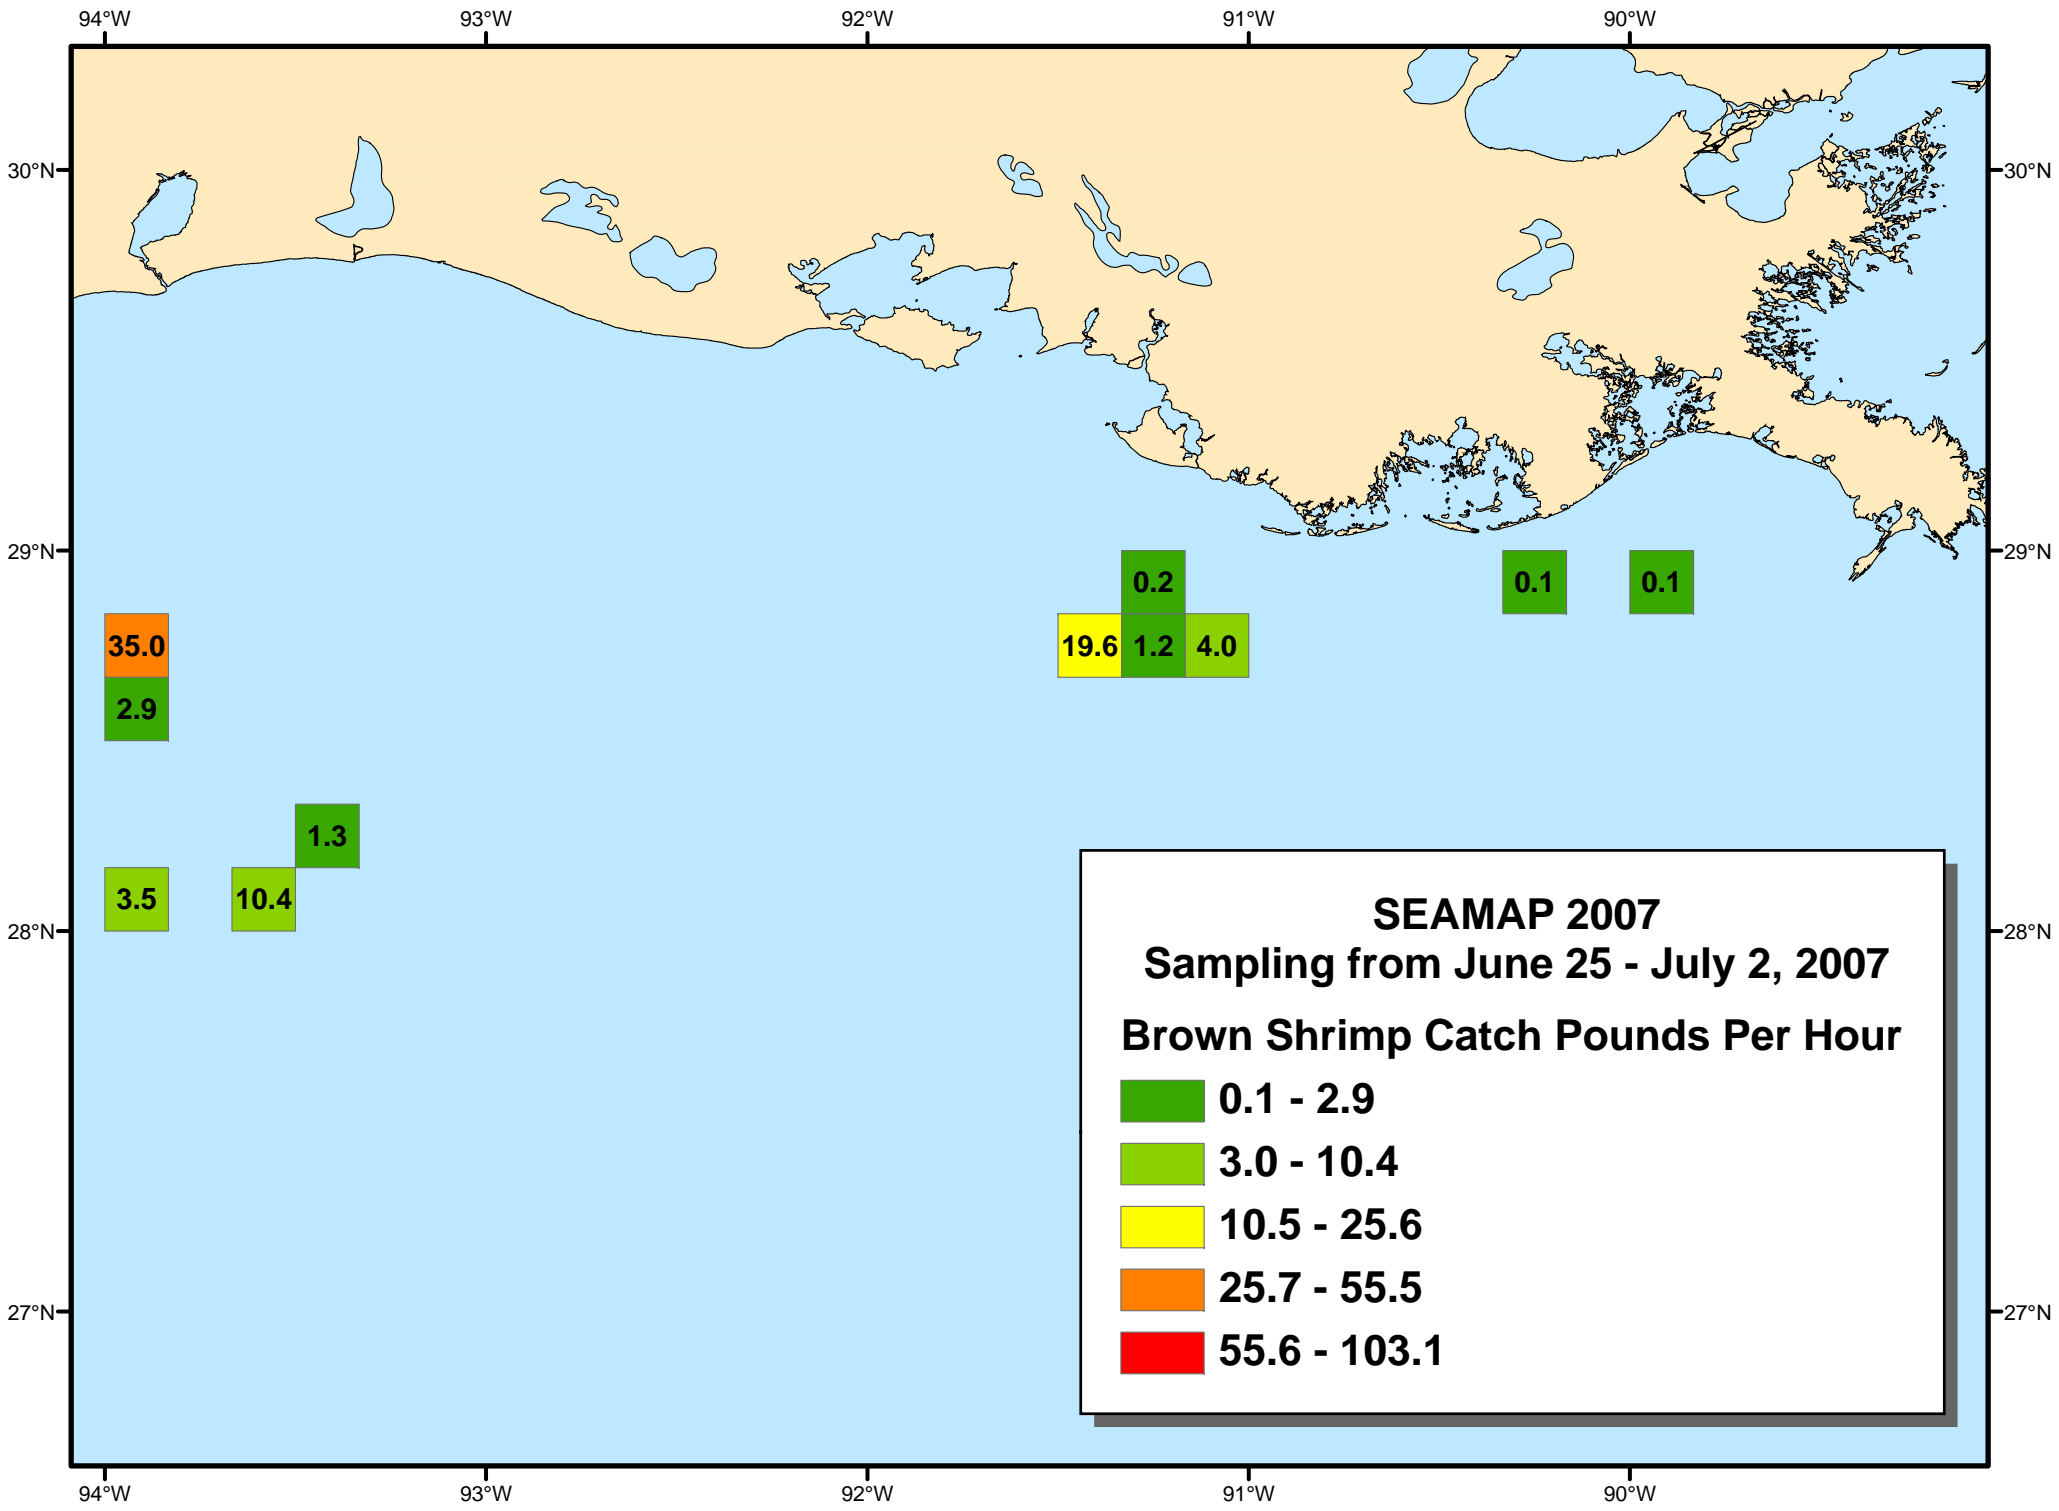 94°W 93°W 92°W 91°W 90°W
30°N 30°N
29°N 29°N
0.2 0.1 0.1
35.0 19.6 1.2 4.0
2.9
1.3
3.5 10.4
28°N 28°N
SEAMAP 2007
Sampling from June 25 - July 2, 2007
Brown Shrimp Catch Pounds Per Hour
0.1 - 2.9
3.0 - 10.4
10.5 - 25.6
25.7 - 55.5
55.6 - 103.1
27°N 27°N
94°W 93°W 92°W 91°W 90°W